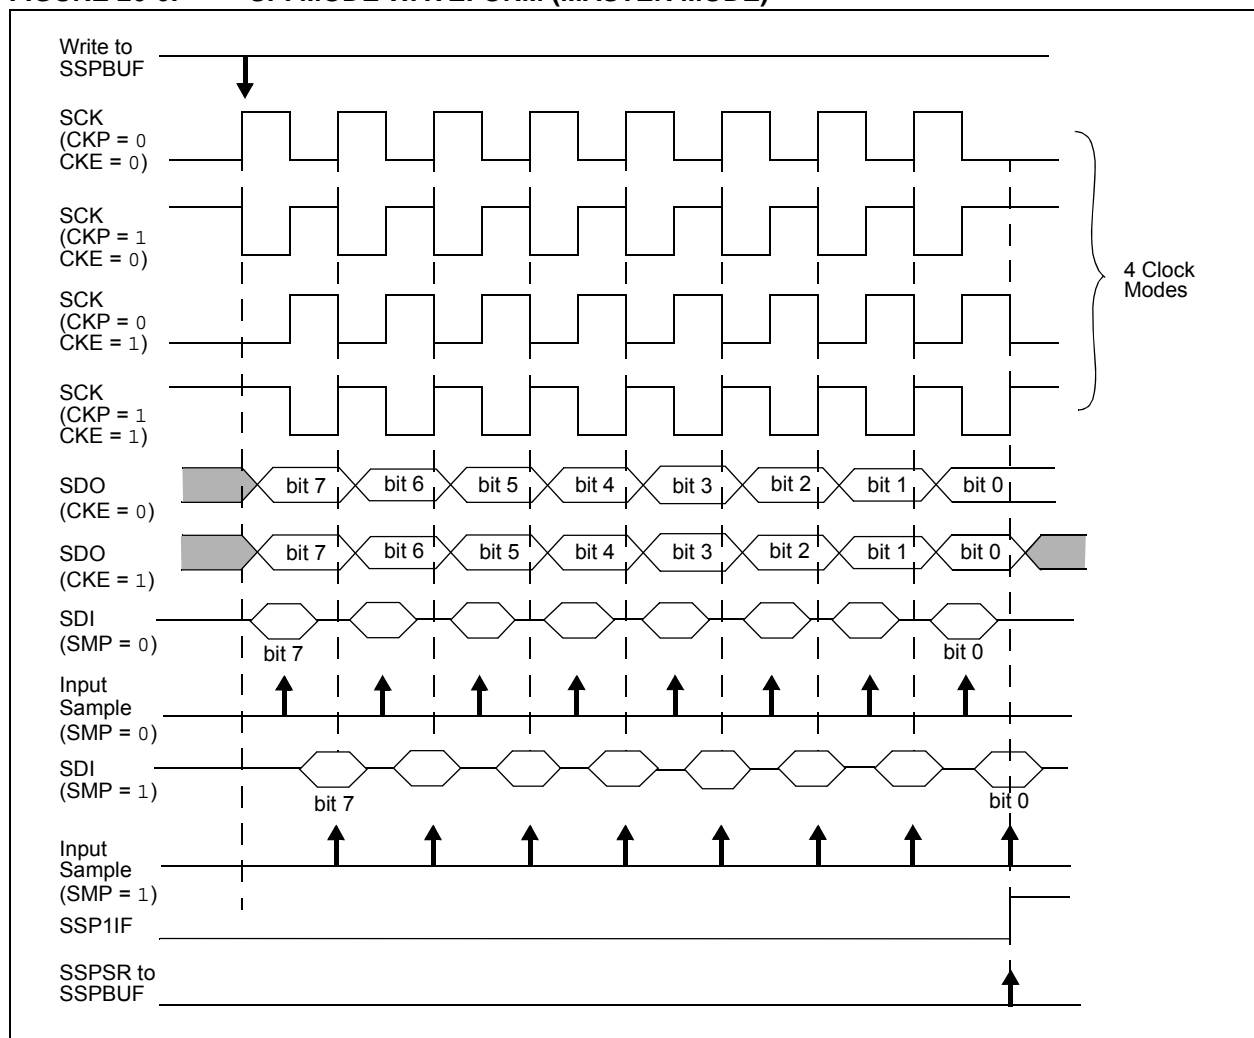 Write to
SSPBUF
SCK
(CKP = 0
CKE = 0)
SCK
(CKP = 1
CKE = 0)
SCK
(CKP = 0
CKE = 1)
SCK
(CKP = 1
CKE = 1)
4 Clock
Modes
SDO
(CKE = 0)
bit 7 bit 6 bit 5 bit 4 bit 3 bit 2 bit 1 bit 0
SDO
(CKE = 1)
bit 7 bit 6 bit 5 bit 4 bit 3 bit 2 bit 1 bit 0
SDI
(SMP = 0)
bit 7 bit 0
Input
Sample
(SMP = 0)
SDI
(SMP = 1)
bit 7 bit 0
Input
Sample
(SMP = 1)
SSP1IF
SSPSR to
SSPBUF